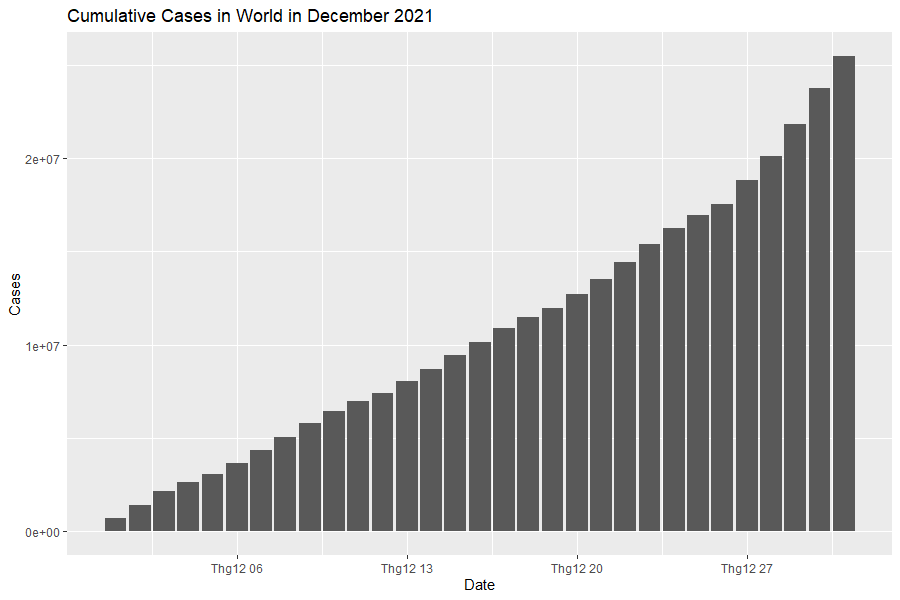 Cumulative Cases in World in December 2021
2e+07
1e+07
0e+00
Cases
Thg12 06
Thg12 13
Thg12 20
Thg12 27
Date